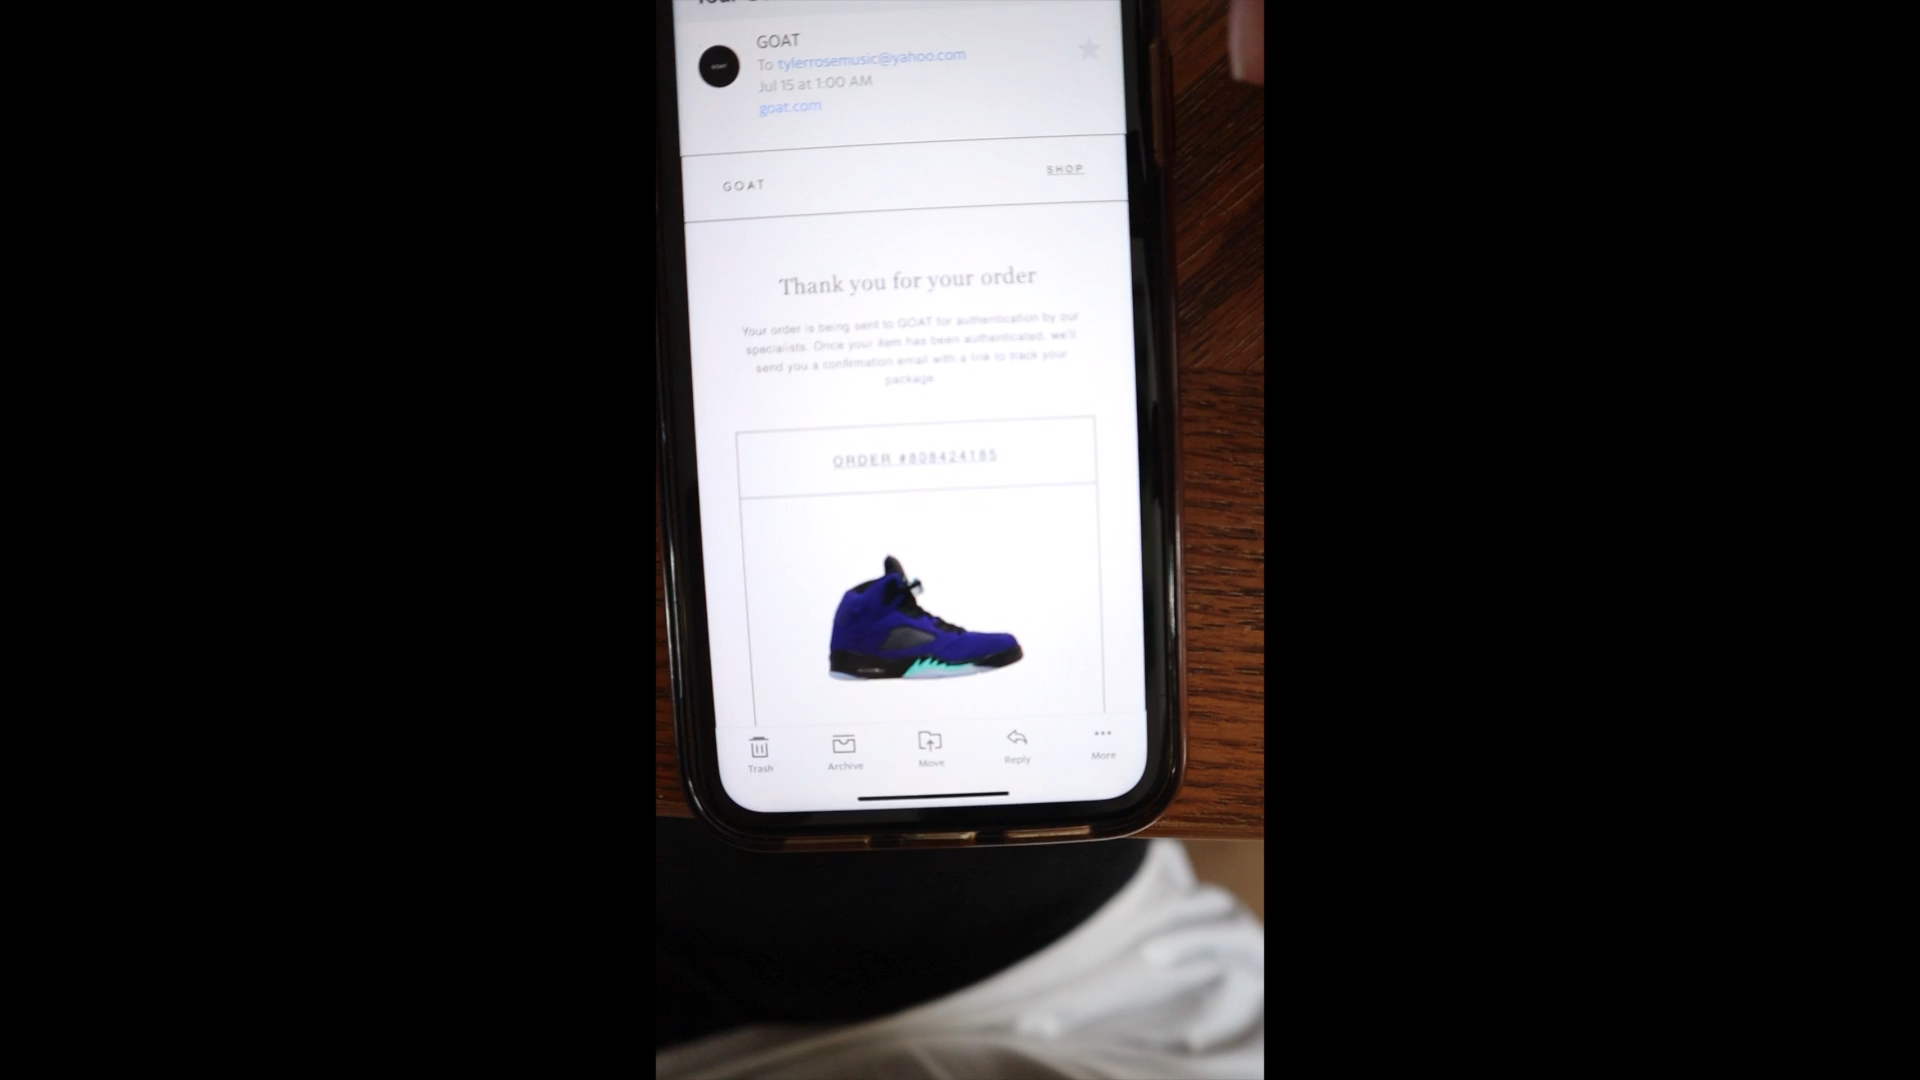 GOAT
To tylerrosemusic@yahoo.com
Jul 15 at 1:00 AM
goat.com
GOAT
GOAT
SHOP
Thank you for your order
Your order is being sent to GOAT for authentication by our
specialists. Once your item has been authenticated, we'll
send you a confirmation email with a link to track your
package
ORDER #808424185
Trash
Archive
Move
Reply
More